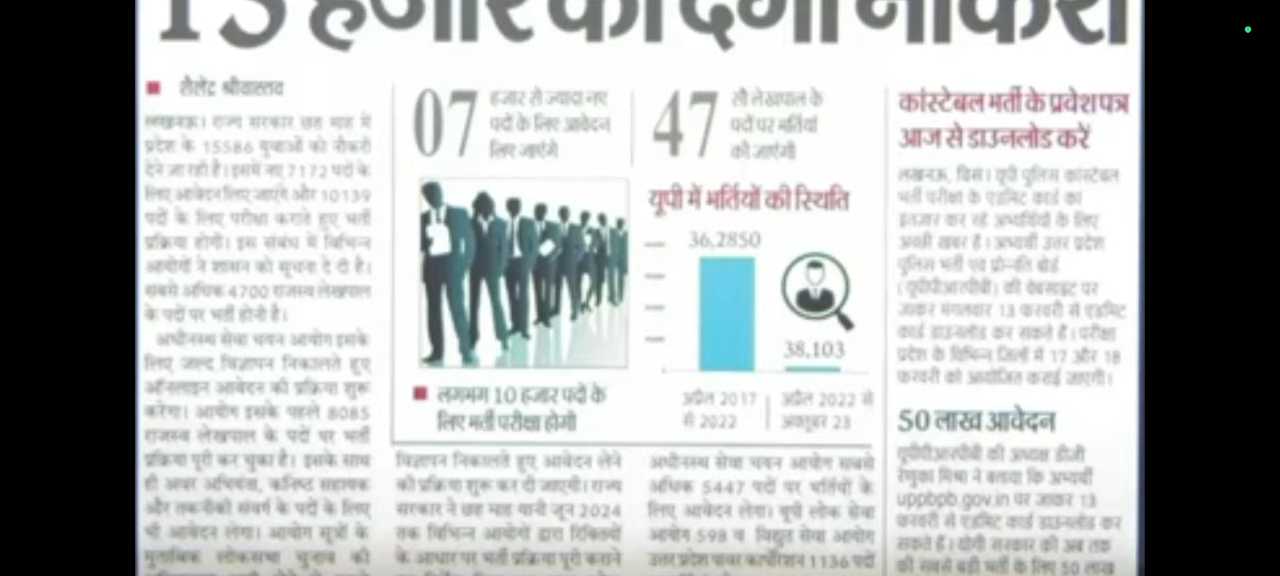 15 हजार को देगी नौकरी
■ शैलेंद्र श्रीवास्तव
लखनऊ। राज्य सरकार छह माह में
प्रदेश के 15586 युवाओं को नौकरी
देने जा रही है। इसमें नए 7172 पदों के
लिए आवेदन लिए जाएंगे और 10139
पदों के लिए परीक्षा कराते हुए भर्ती
प्रक्रिया होगी। इस संबंध में विभिन्न
आयोगों ने शासन को सूचना दे दी है।
सबसे अधिक 4700 राजस्व लेखपाल
के पदों पर भर्ती होनी है।
अधीनस्थ सेवा चयन आयोग इसके
लिए जल्द विज्ञापन निकालते हुए
ऑनलाइन आवेदन की प्रक्रिया शुरू
करेगा। आयोग इसके पहले 8085
राजस्व लेखपाल के पदों पर भर्ती
प्रक्रिया पूरी कर चुका है। इसके साथ
ही अवर अभियंता, कनिष्ठ सहायक
और तकनीकी संवर्ग के पदों के लिए
भी आवेदन लेगा। आयोग सूत्रों के
मुताबिक लोकसभा चुनाव की
07 हजार से ज्यादा नए
पदों के लिए आवेदन
लिए जाएंगे
47 सौ लेखपाल के
पदों पर भर्तियां
की जाएंगी
■ लगभग 10 हजार पदों के
लिए भर्ती परीक्षा होगी
यूपी में भर्तियों की स्थिति
36,2850
38,103
अप्रैल 2017
से 2022
अप्रैल 2022 से
अक्तूबर 23
विज्ञापन निकालते हुए आवेदन लेने
की प्रक्रिया शुरू कर दी जाएगी। राज्य
सरकार ने छह माह यानी जून 2024
तक विभिन्न आयोगों द्वारा रिक्तियों
के आधार पर भर्ती प्रक्रिया पूरी कराने
अधीनस्थ सेवा चयन आयोग सबसे
अधिक 5447 पदों पर भर्तियों के
लिए आवेदन लेगा। यूपी लोक सेवा
आयोग 598 व विद्युत सेवा आयोग
उत्तर प्रदेश पावर कार्पोरेशन 1136 पदों
कांस्टेबल भर्ती के प्रवेश पत्र
आज से डाउनलोड करें
लखनऊ, विसं। यूपी पुलिस कांस्टेबल
भर्ती परीक्षा के एडमिट कार्ड का
इंतजार कर रहे अभ्यर्थियों के लिए
अच्छी खबर है। अभ्यर्थी उत्तर प्रदेश
पुलिस भर्ती एवं प्रोन्नति बोर्ड
(यूपीपीआरपीबी) की वेबसाइट पर
जाकर मंगलवार 13 फरवरी से एडमिट
कार्ड डाउनलोड कर सकते हैं। परीक्षा
प्रदेश के विभिन्न जिलों में 17 और 18
फरवरी को आयोजित कराई जाएगी।
50 लाख आवेदन
यूपीपीआरपीबी की अध्यक्ष डीजी
रेणुका मिश्रा ने बताया कि अभ्यर्थी
uppbpb.gov.in पर जाकर 13
फरवरी से एडमिट कार्ड डाउनलोड कर
सकते हैं। योगी सरकार की अब तक
की सबसे बड़ी भर्ती के लिए 50 लाख